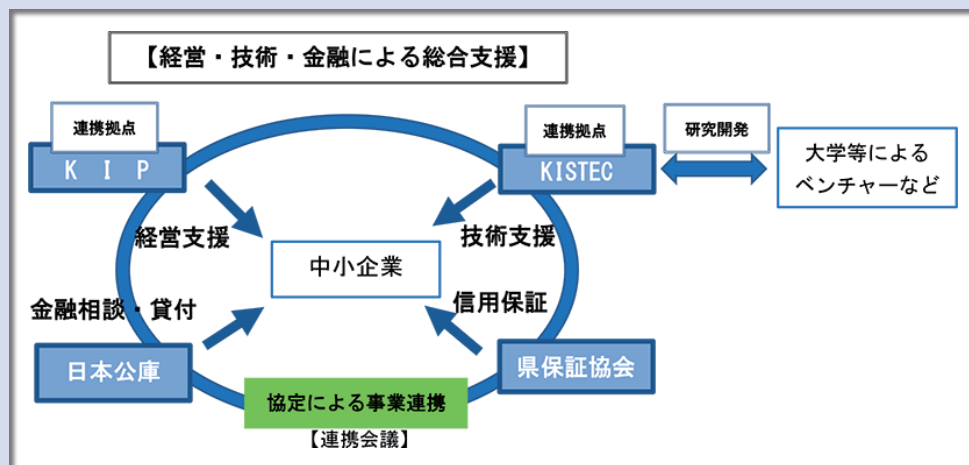 【経営・技術・金融による総合支援】
連携拠点
K I P
連携拠点
KISTEC
研究開発
大学等による
ベンチャーなど
経営支援
技術支援
中小企業
金融相談・貸付
信用保証
日本公庫
県保証協会
協定による事業連携
【連携会議】